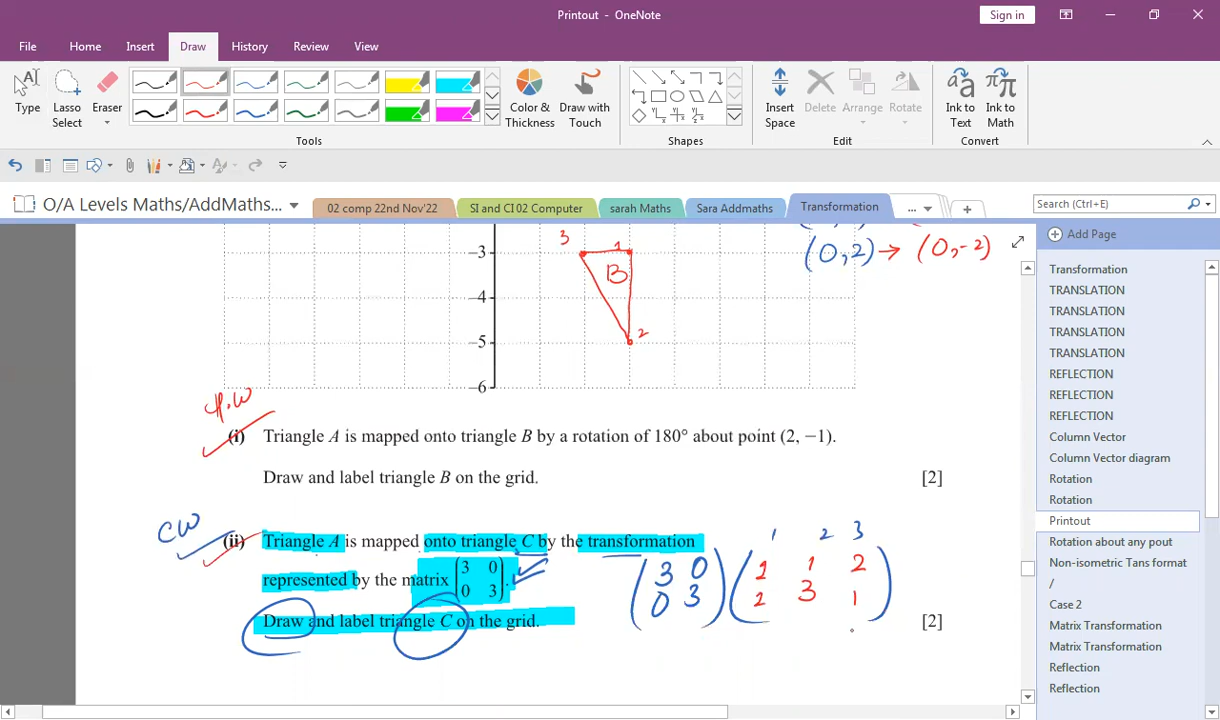 Printout - OneNote
Sign in
File Home Insert Draw History Review View
Type
Lasso Select
Eraser
Color & Thickness
Draw with Touch
Insert Space
Delete
Arrange
Rotate
Ink to Text
Ink to Math
Tools
Shapes
Edit
Convert
O/A Levels Maths/AddMaths...
02 comp 22nd Nov'22
SI and CI02 Computer
sarah Maths
Sara Addmaths
Transformation
...
Search (Ctrl+E)
Add Page
Transformation
TRANSLATION
TRANSLATION
TRANSLATION
TRANSLATION
REFLECTION
REFLECTION
REFLECTION
Column Vector
Column Vector diagram
Rotation
Rotation
Printout
Rotation about any pout
Non-isometric Tans format
/
Case 2
Matrix Transformation
Matrix Transformation
Reflection
Reflection
(0,2) → (0,-2)
3 1
-3
B
-4
2
-5
-6
H.W
(i) Triangle A is mapped onto triangle B by a rotation of 180° about point (2, −1).
Draw and label triangle B on the grid. [2]
CW
(ii) Triangle A is mapped onto triangle C by the transformation
represented by the matrix (3 0
0 3).
Draw and label triangle C on the grid. [2]
1 2 3
(3 0 (2 1 2
0 3) 2 3 1)